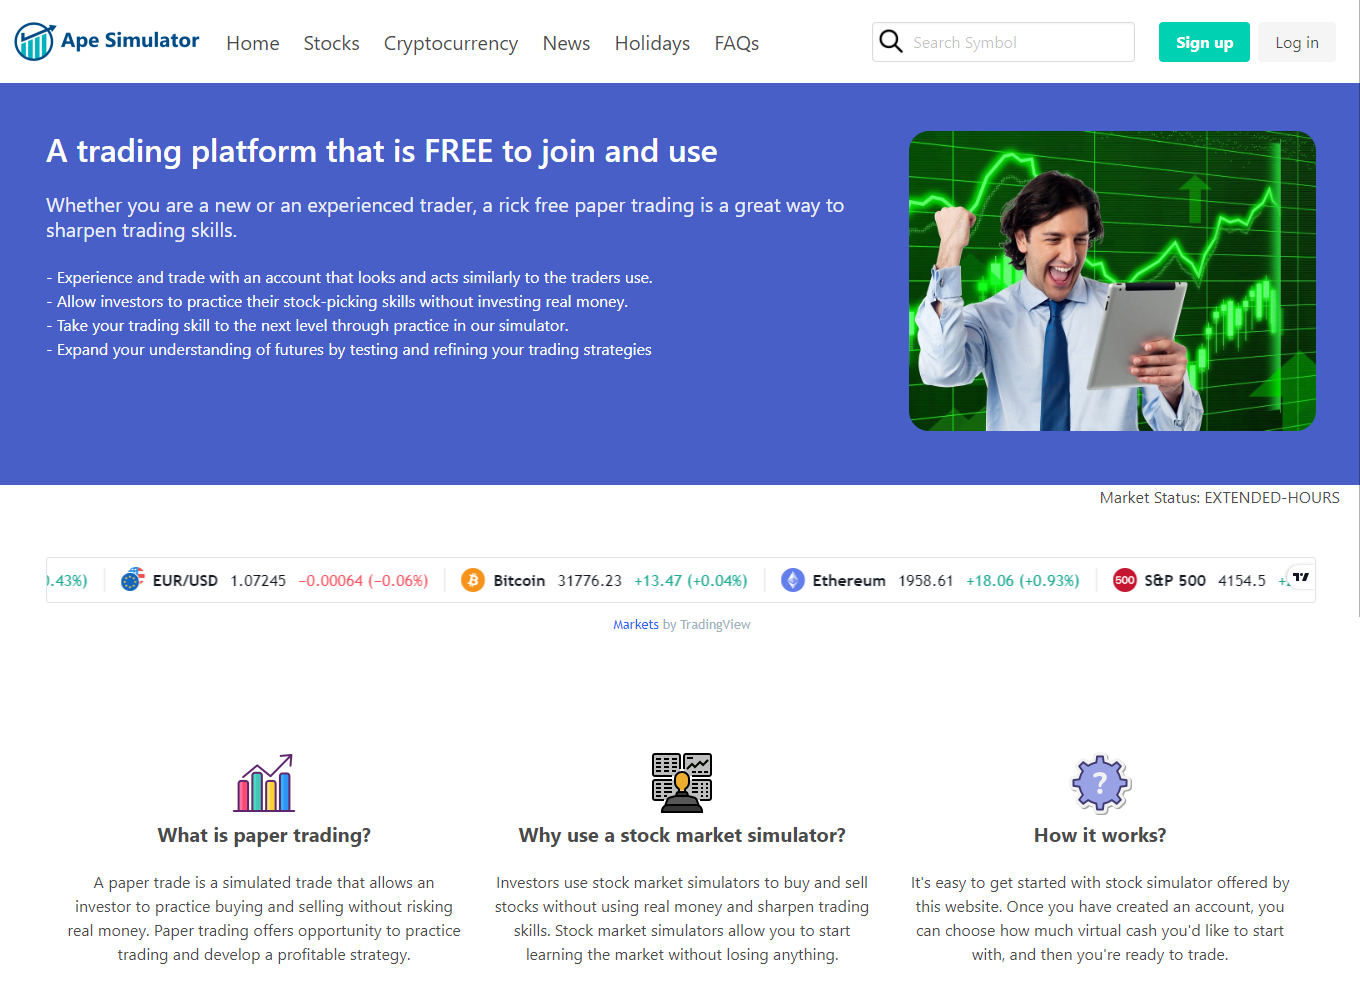 Ape Simulator Home Stocks Cryptocurrency News Holidays FAQs Search Symbol Sign up Log in
A trading platform that is FREE to join and use
Whether you are a new or an experienced trader, a rick free paper trading is a great way to
sharpen trading skills.
- Experience and trade with an account that looks and acts similarly to the traders use.
- Allow investors to practice their stock-picking skills without investing real money.
- Take your trading skill to the next level through practice in our simulator.
- Expand your understanding of futures by testing and refining your trading strategies
Market Status: EXTENDED-HOURS
.43%) EUR/USD 1.07245 −0.00064 (−0.06%) Bitcoin 31776.23 +13.47 (+0.04%) Ethereum 1958.61 +18.06 (+0.93%) 500 S&P 500 4154.5
Markets by TradingView
?
What is paper trading?
A paper trade is a simulated trade that allows an
investor to practice buying and selling without risking
real money. Paper trading offers opportunity to practice
trading and develop a profitable strategy.
Why use a stock market simulator?
Investors use stock market simulators to buy and sell
stocks without using real money and sharpen trading
skills. Stock market simulators allow you to start
learning the market without losing anything.
How it works?
It's easy to get started with stock simulator offered by
this website. Once you have created an account, you
can choose how much virtual cash you'd like to start
with, and then you're ready to trade.